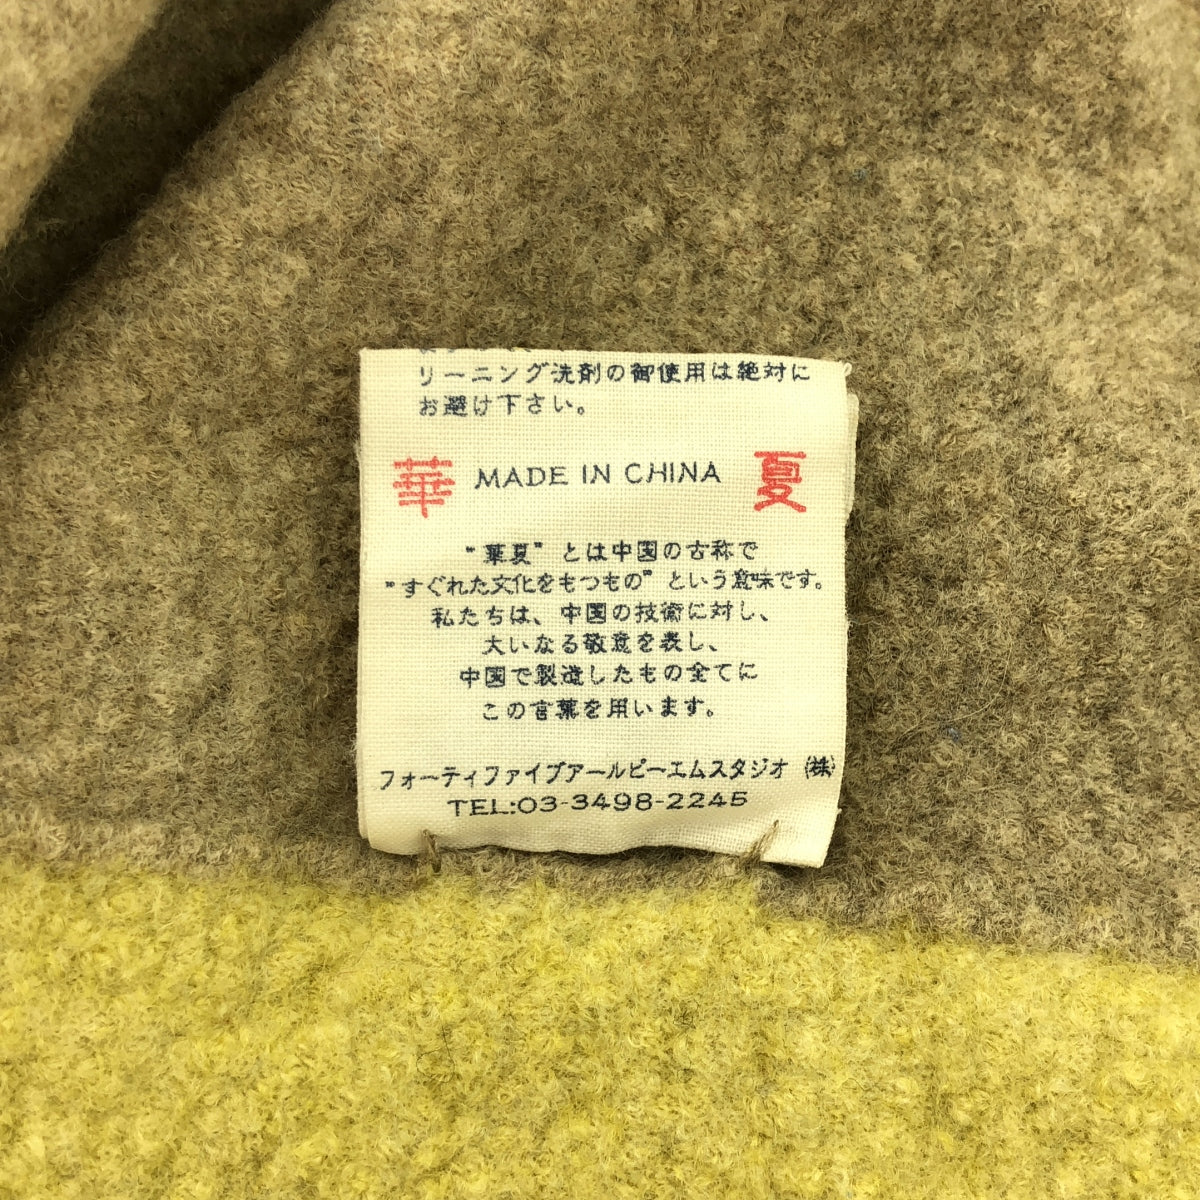 リーニング洗剤の御使用は絶対に
お避け下さい。
華 MADE IN CHINA 夏
“華夏” とは中国の古称で
“すぐれた文化をもつもの” という意味です。
私たちは、中国の技術に対し、
大いなる敬意を表し、
中国で製造したもの全てに
この言葉を用います。
フォーティファイブアールピーエムスタジオ (株)
TEL:03-3498-2245